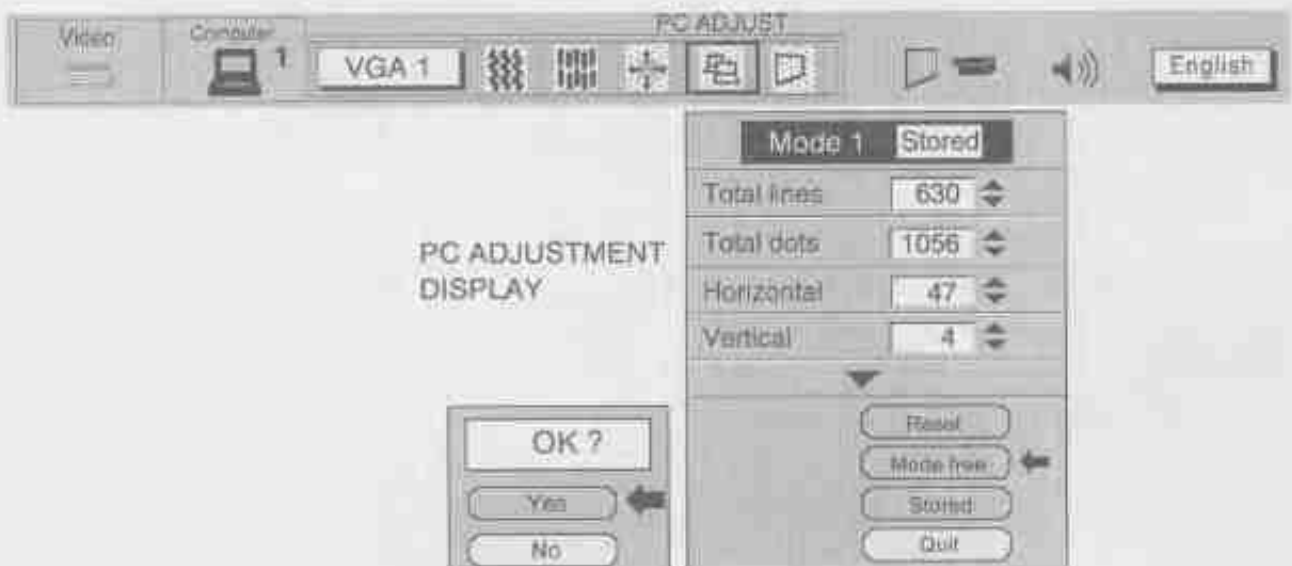 PC ADJUST
Video
Computer
1
VGA 1
English
Mode 1 Stored
Total lines 630
Total dots 1056
Horizontal 47
Vertical 4
PC ADJUSTMENT
DISPLAY
Reset
Mode free
Stored
Quit
OK ?
Yes
No